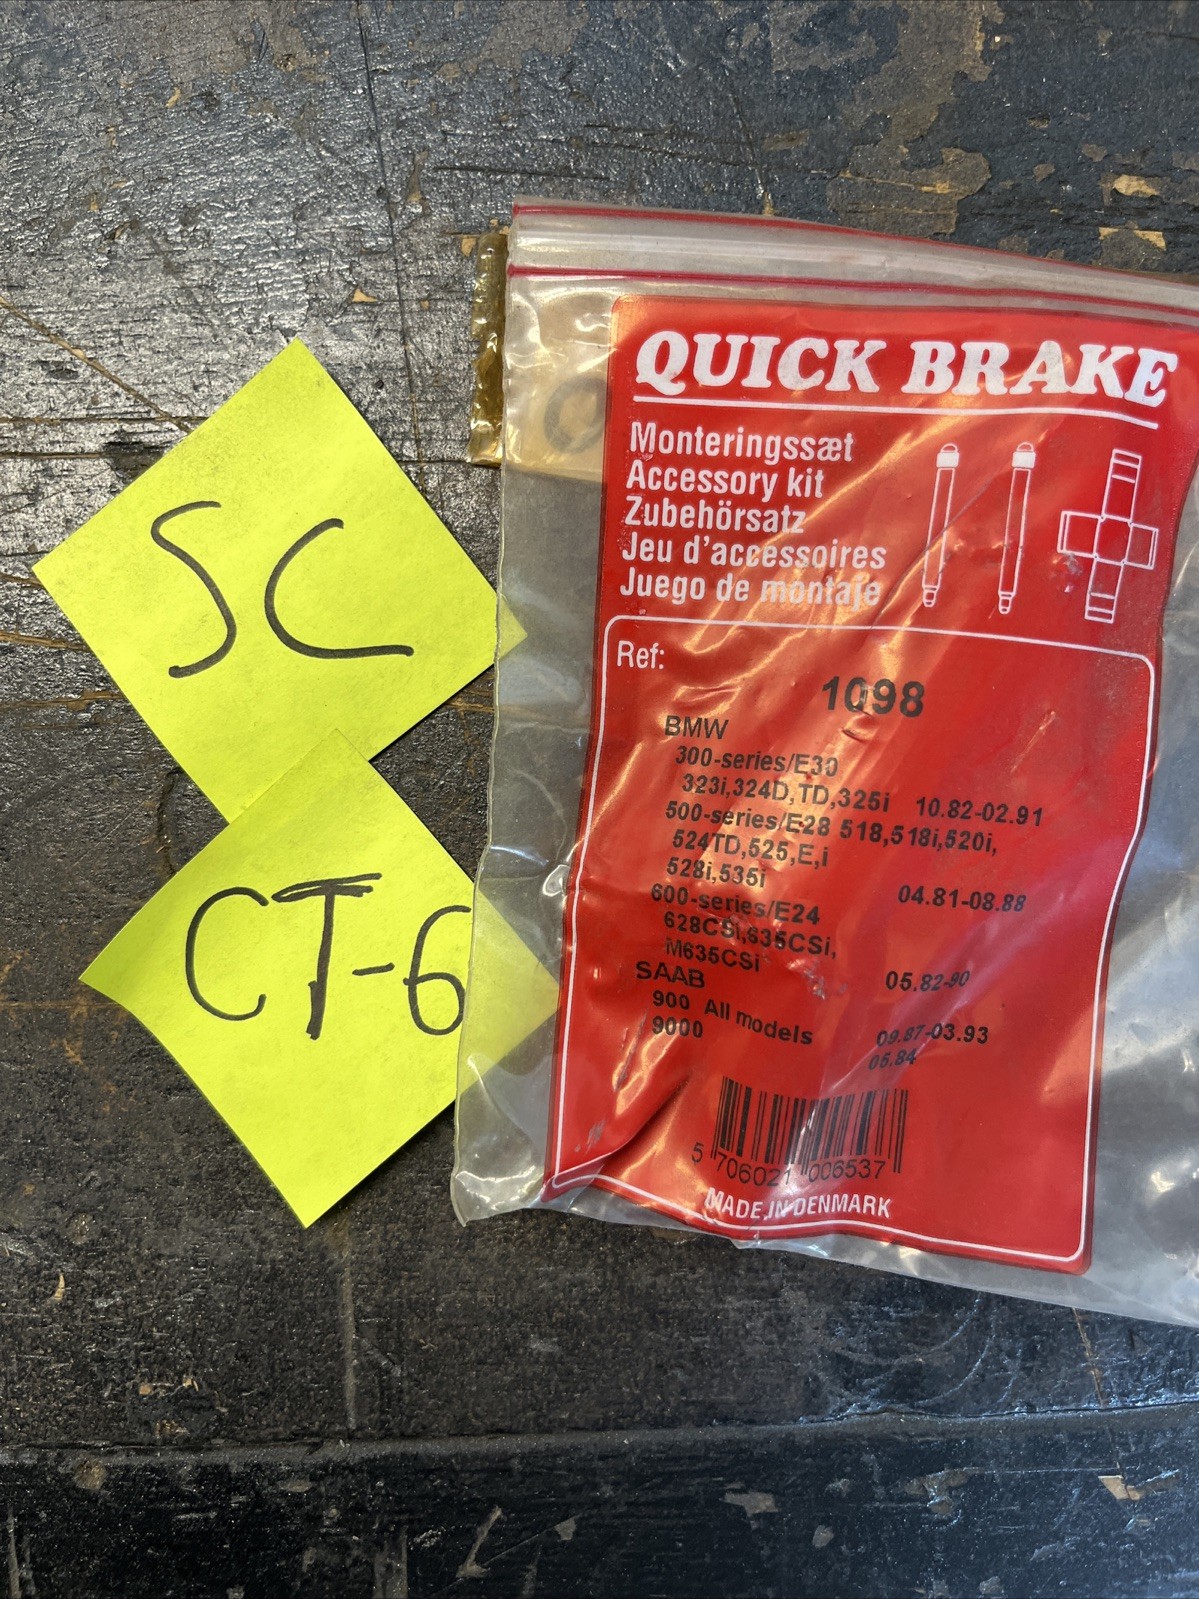 SC
CT-6
QUICK BRAKE
Monteringssæt
Accessory kit
Zubehörsatz
Jeu d'accessoires
Juego de montaje
Ref:
1098
BMW
300-series/E30
323i,324D,TD,325i 10.82-02.91
500-series/E28 518,518i,520i,
524TD,525,E,i
528i,535i 04.81-08.88
600-series/E24
628CSi,635CSi,
M635CSi 05.82-90
SAAB
900 All models 09.87-03.93
9000 05.84
5 706021 006537
MADE IN DENMARK